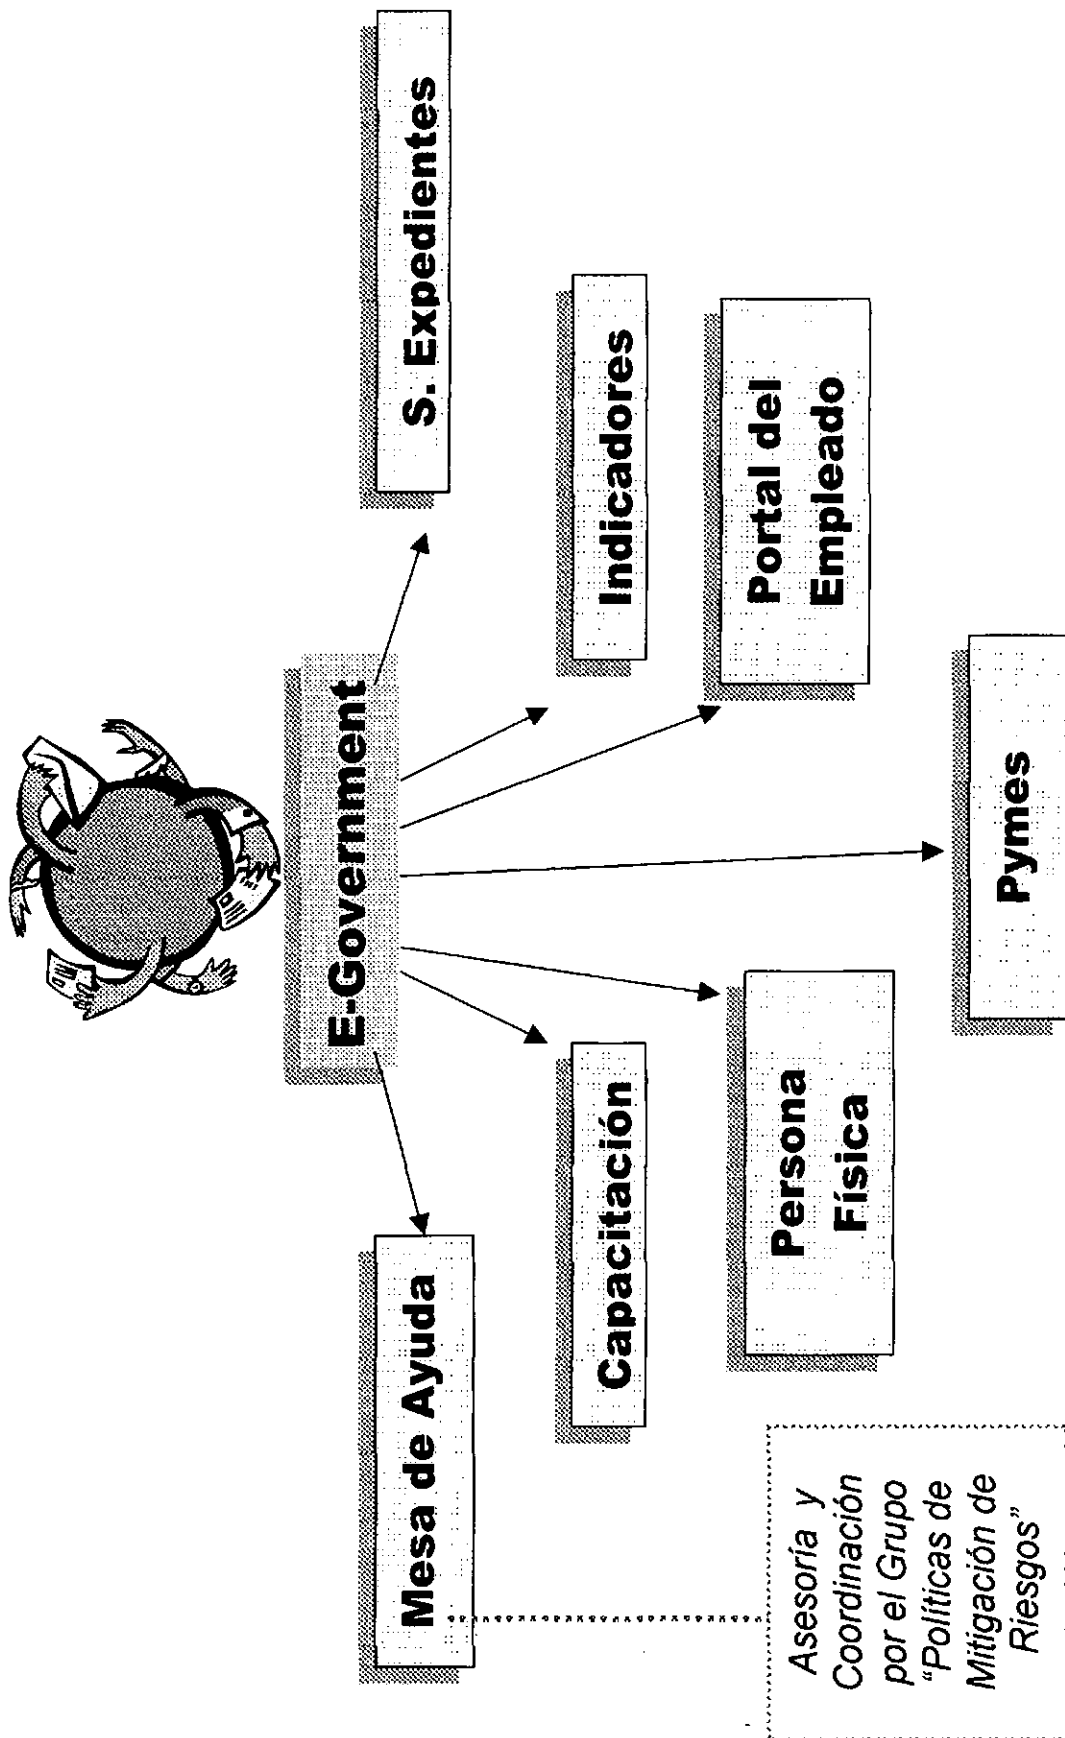 E-Government
Mesa de Ayuda
S. Expedientes
Capacitación
Indicadores
Persona
Física
Portal del
Empleado
Pymes
Asesoría y
Coordinación
por el Grupo
“Políticas de
Mitigación de
Riesgos”